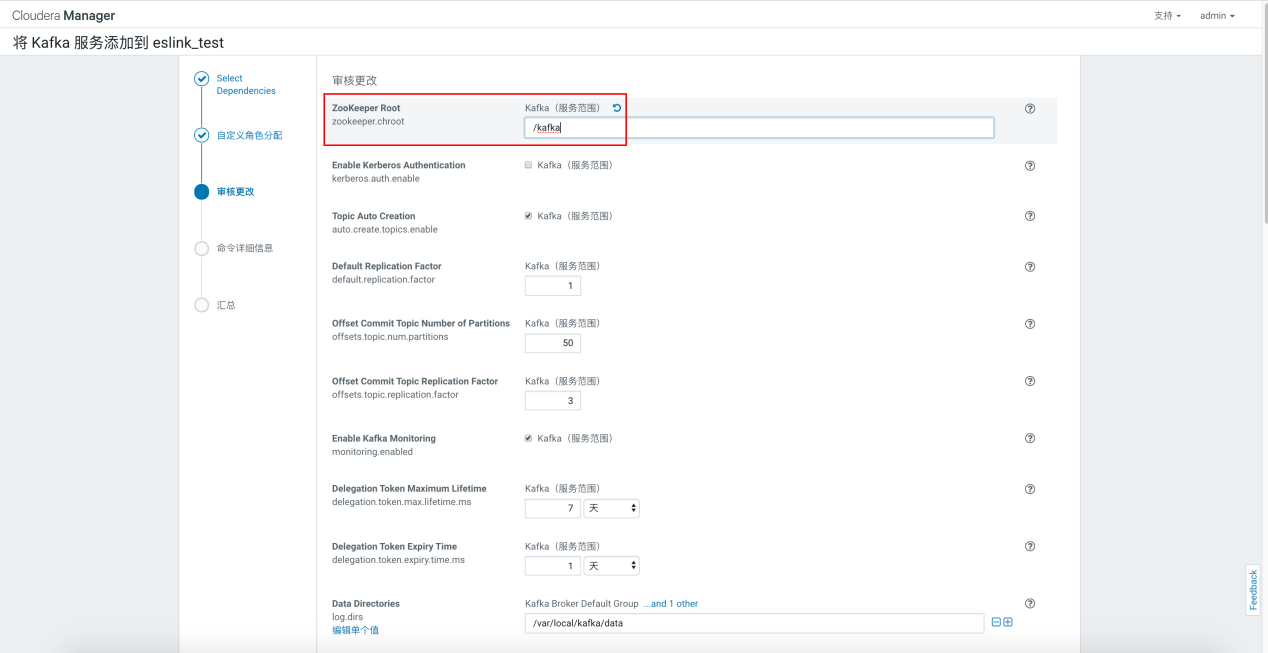 Cloudera Manager
支持
admin
将 Kafka 服务添加到 eslink_test
Select
Dependencies
自定义角色分配
审核更改
命令详细信息
汇总
审核更改
ZooKeeper Root
Kafka（服务范围）
zookeeper.chroot
/kafka
Enable Kerberos Authentication
Kafka（服务范围）
kerberos.auth.enable
Topic Auto Creation
Kafka（服务范围）
auto.create.topics.enable
Default Replication Factor
Kafka（服务范围）
default.replication.factor
1
Offset Commit Topic Number of Partitions
Kafka（服务范围）
offsets.topic.num.partitions
50
Offset Commit Topic Replication Factor
Kafka（服务范围）
offsets.topic.replication.factor
3
Enable Kafka Monitoring
Kafka（服务范围）
monitoring.enabled
Delegation Token Maximum Lifetime
Kafka（服务范围）
delegation.token.max.lifetime.ms
7 天
Delegation Token Expiry Time
Kafka（服务范围）
delegation.token.expiry.time.ms
1 天
Data Directories
Kafka Broker Default Group ...and 1 other
log.dirs
/var/local/kafka/data
编辑单个值
Feedback